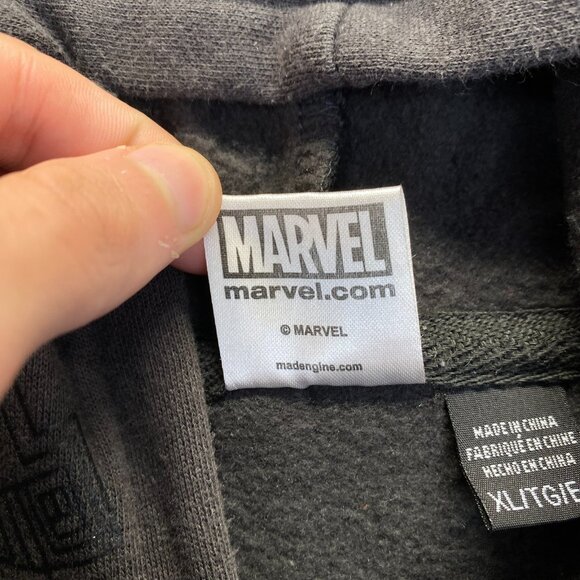 MARVEL
marvel.com
© MARVEL
madengine.com
MADE IN CHINA
FABRIQUÉ EN CHINE
HECHO EN CHINA
XL/TG/E